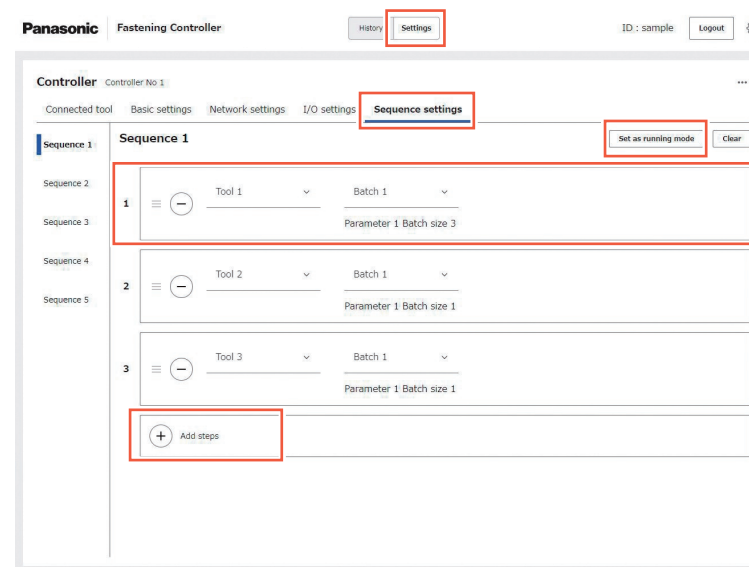 Panasonic Fastening Controller History Settings ID : sample Logout
Controller Controller No 1 ...
Connected tool Basic settings Network settings I/O settings Sequence settings
Sequence 1 Sequence 1 Set as running mode Clear
Sequence 2
Sequence 3
Sequence 4
Sequence 5
1 Tool 1 Batch 1
Parameter 1 Batch size 3
2 Tool 2 Batch 1
Parameter 1 Batch size 1
3 Tool 3 Batch 1
Parameter 1 Batch size 1
Add steps